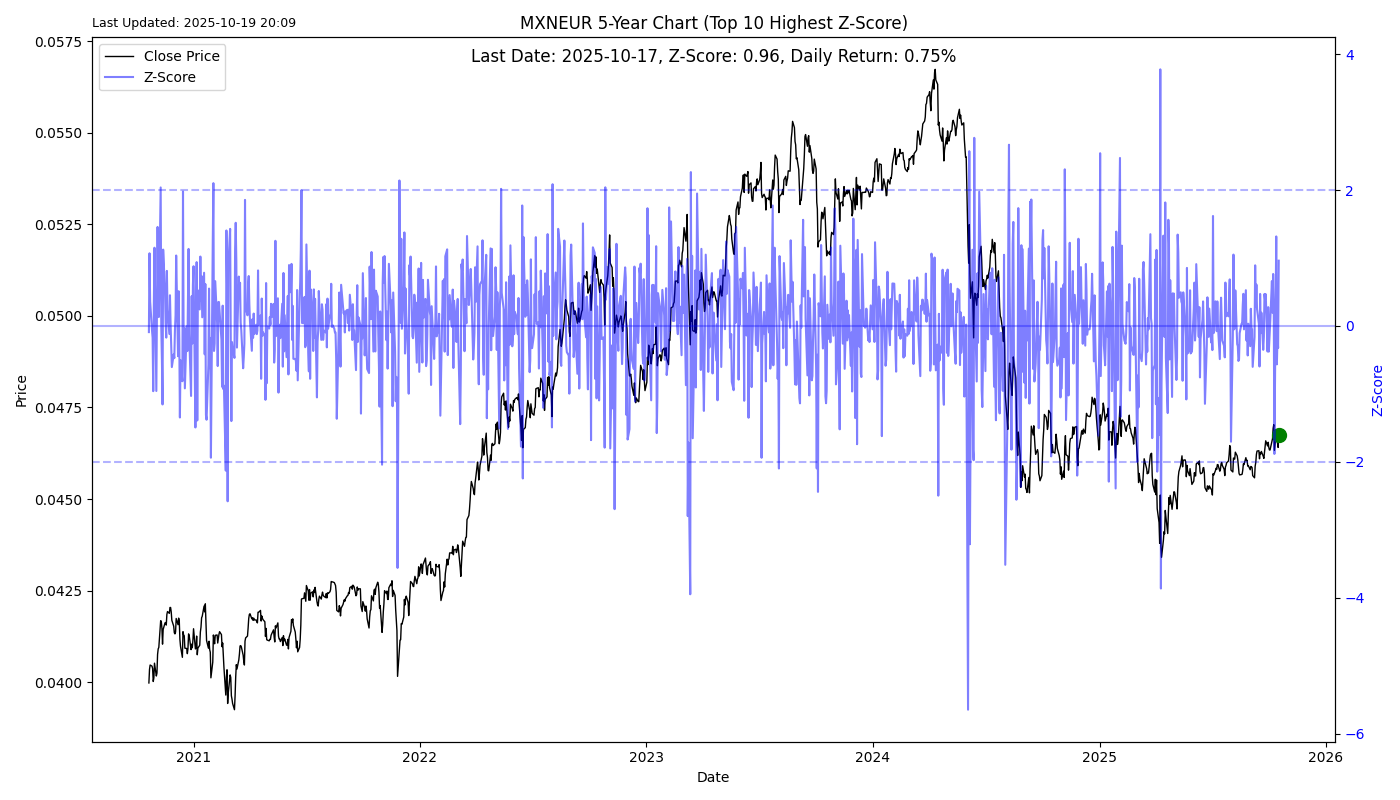 Last Updated: 2025-10-19 20:09
MXNEUR 5-Year Chart (Top 10 Highest Z-Score)
Last Date: 2025-10-17, Z-Score: 0.96, Daily Return: 0.75%
Close Price
Z-Score
0.0575
0.0550
0.0525
0.0500
0.0475
0.0450
0.0425
0.0400
Price
4
2
0
−2
−4
−6
Z-Score
2021
2022
2023
2024
2025
2026
Date